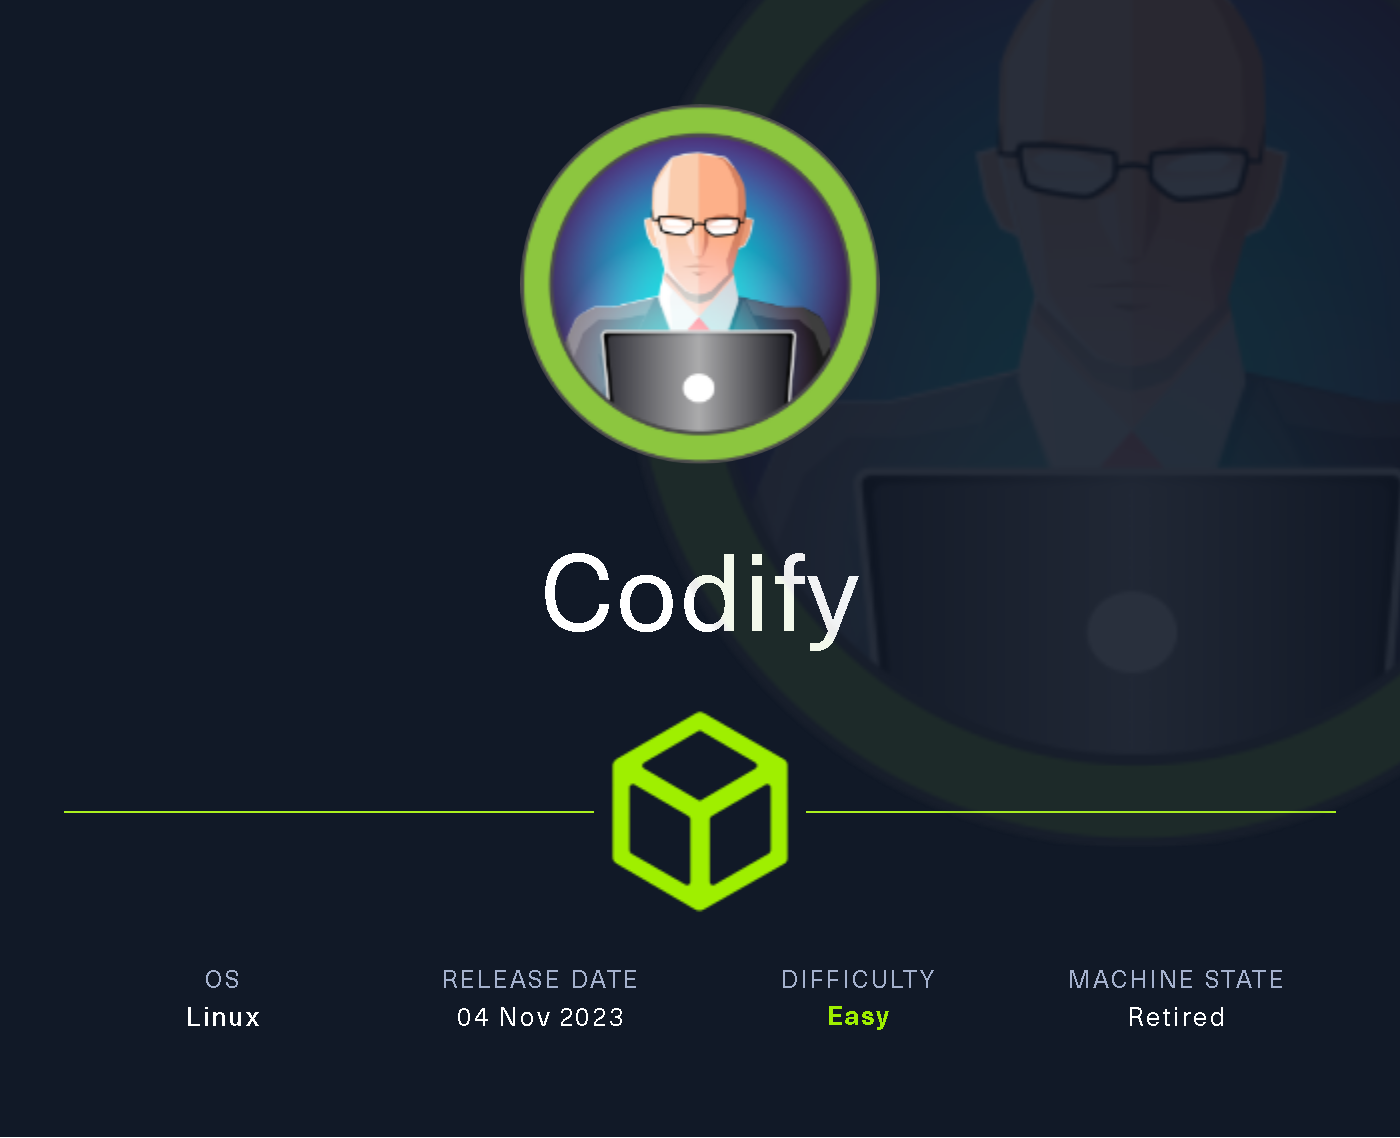 Codify
OS
RELEASE DATE
DIFFICULTY
MACHINE STATE
Linux
04 Nov 2023
Easy
Retired